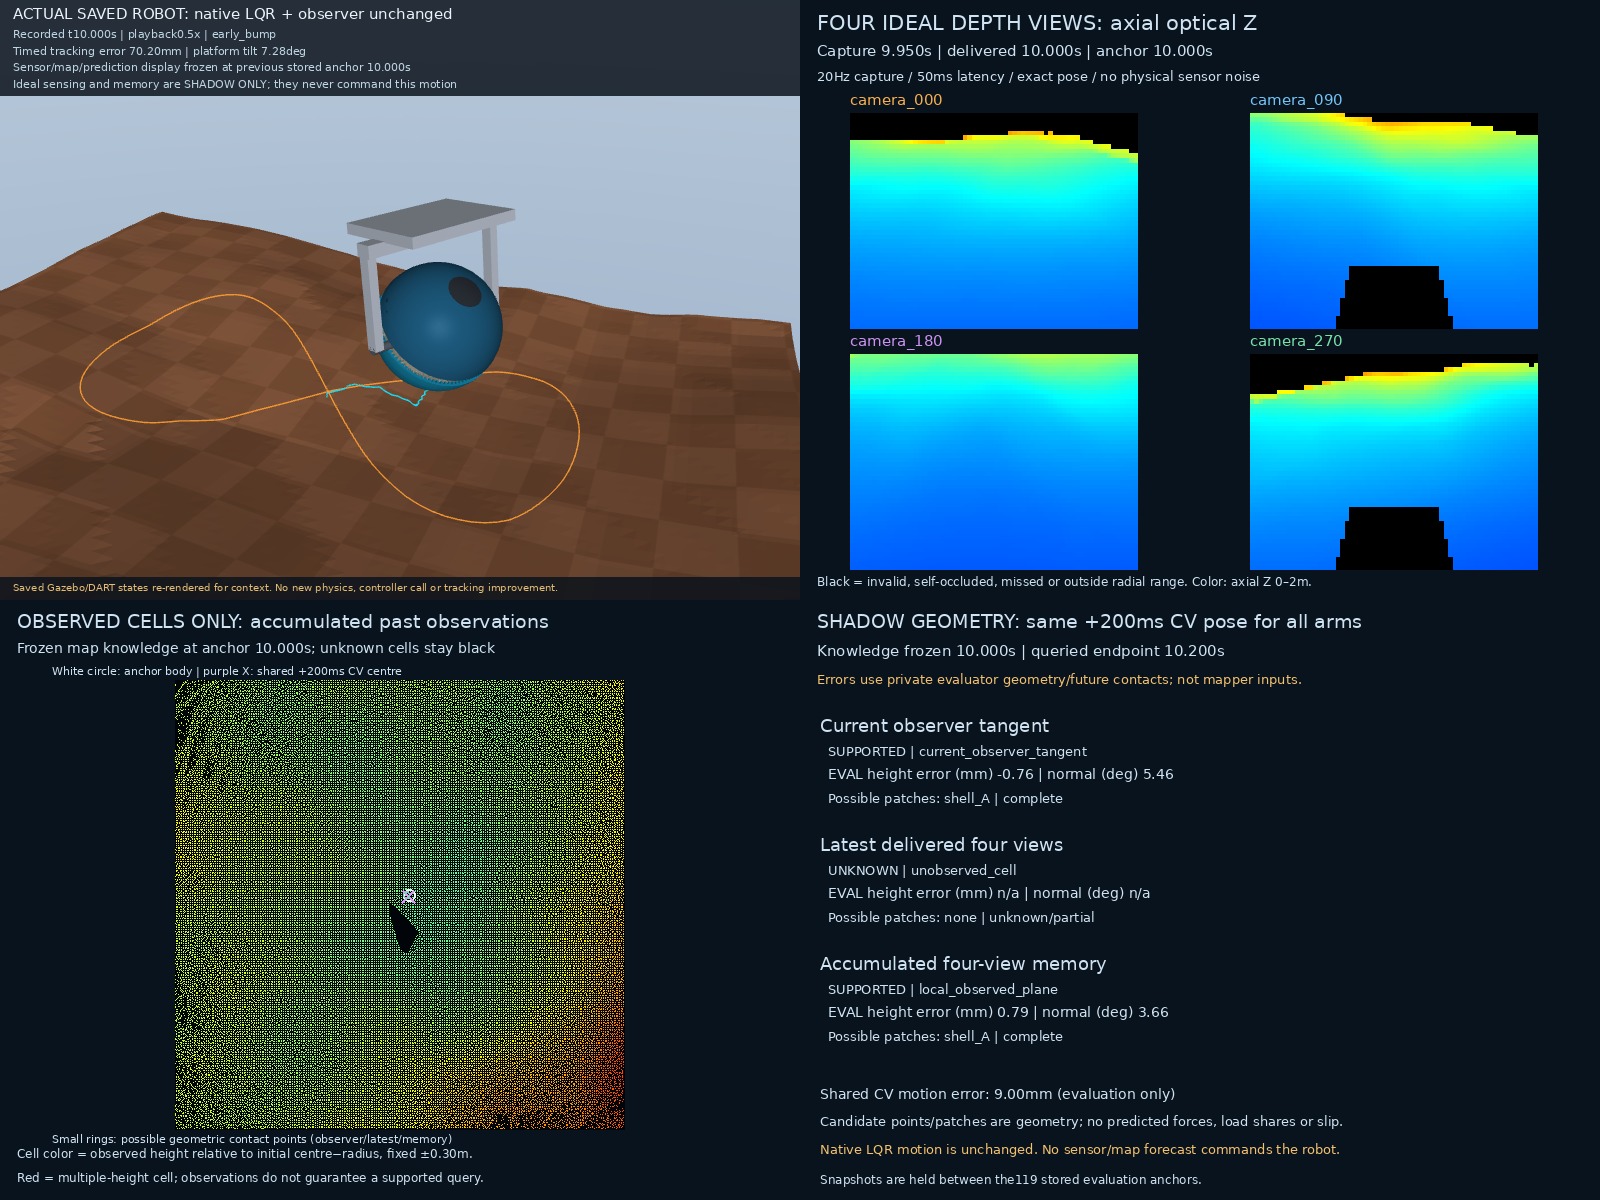 ACTUAL SAVED ROBOT: native LQR + observer unchanged
Recorded t10.000s | playback0.5x | early_bump
Timed tracking error 70.20mm | platform tilt 7.28deg
Sensor/map/prediction display frozen at previous stored anchor 10.000s
Ideal sensing and memory are SHADOW ONLY; they never command this motion
Saved Gazebo/DART states re-rendered for context. No new physics, controller call or tracking improvement.
FOUR IDEAL DEPTH VIEWS: axial optical Z
Capture 9.950s | delivered 10.000s | anchor 10.000s
20Hz capture / 50ms latency / exact pose / no physical sensor noise
camera_000
camera_090
camera_180
camera_270
Black = invalid, self-occluded, missed or outside radial range. Color: axial Z 0–2m.
OBSERVED CELLS ONLY: accumulated past observations
Frozen map knowledge at anchor 10.000s; unknown cells stay black
White circle: anchor body | purple X: shared +200ms CV centre
Small rings: possible geometric contact points (observer/latest/memory)
Cell color = observed height relative to initial centre−radius, fixed ±0.30m.
Red = multiple-height cell; observations do not guarantee a supported query.
SHADOW GEOMETRY: same +200ms CV pose for all arms
Knowledge frozen 10.000s | queried endpoint 10.200s
Errors use private evaluator geometry/future contacts; not mapper inputs.
Current observer tangent
SUPPORTED | current_observer_tangent
EVAL height error (mm) -0.76 | normal (deg) 5.46
Possible patches: shell_A | complete
Latest delivered four views
UNKNOWN | unobserved_cell
EVAL height error (mm) n/a | normal (deg) n/a
Possible patches: none | unknown/partial
Accumulated four-view memory
SUPPORTED | local_observed_plane
EVAL height error (mm) 0.79 | normal (deg) 3.66
Possible patches: shell_A | complete
Shared CV motion error: 9.00mm (evaluation only)
Candidate points/patches are geometry; no predicted forces, load shares or slip.
Native LQR motion is unchanged. No sensor/map forecast commands the robot.
Snapshots are held between the119 stored evaluation anchors.